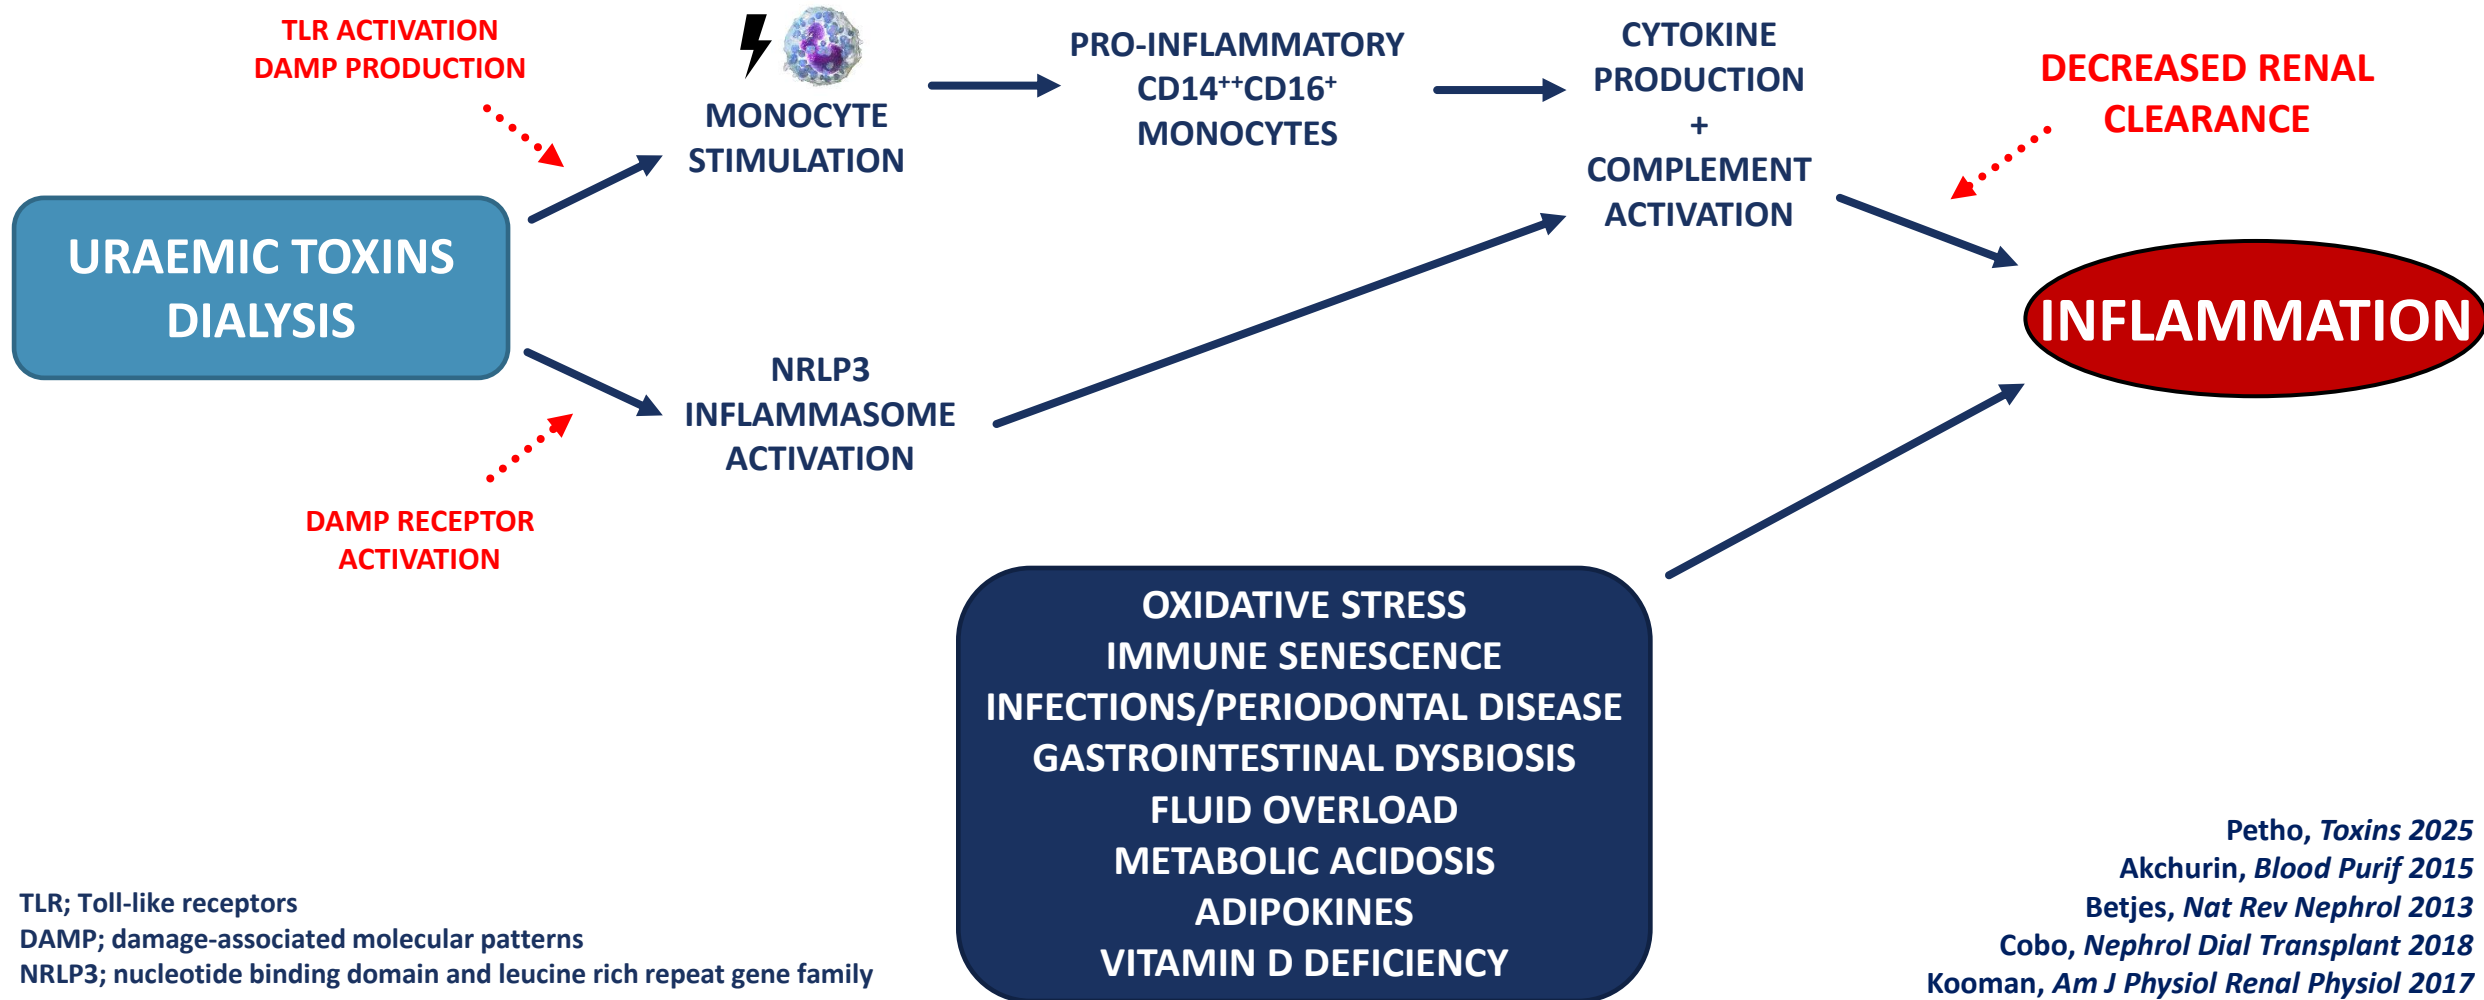 TLR ACTIVATION
DAMP PRODUCTION
MONOCYTE
STIMULATION
PRO-INFLAMMATORY
CD14⁺⁺CD16⁺
MONOCYTES
CYTOKINE
PRODUCTION
+
COMPLEMENT
ACTIVATION
DECREASED RENAL
CLEARANCE
URAEMIC TOXINS
DIALYSIS
INFLAMMATION
NRLP3
INFLAMMASOME
ACTIVATION
DAMP RECEPTOR
ACTIVATION
OXIDATIVE STRESS
IMMUNE SENESCENCE
INFECTIONS/PERIODONTAL DISEASE
GASTROINTESTINAL DYSBIOSIS
FLUID OVERLOAD
METABOLIC ACIDOSIS
ADIPOKINES
VITAMIN D DEFICIENCY
TLR; Toll-like receptors
DAMP; damage-associated molecular patterns
NRLP3; nucleotide binding domain and leucine rich repeat gene family
Petho, Toxins 2025
Akchurin, Blood Purif 2015
Betjes, Nat Rev Nephrol 2013
Cobo, Nephrol Dial Transplant 2018
Kooman, Am J Physiol Renal Physiol 2017